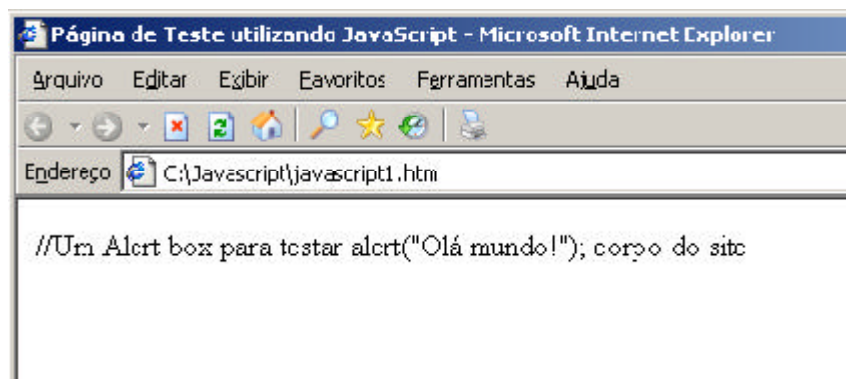 Página de Teste utilizando JavaScript - Microsoft Internet Explorer
Arquivo Editar Exibir Favoritos Ferramentas Ajuda
Endereço C:\Javascript\javascript1.htm
//Um Alert box para testar alert("Olá mundo!"); corpo do site